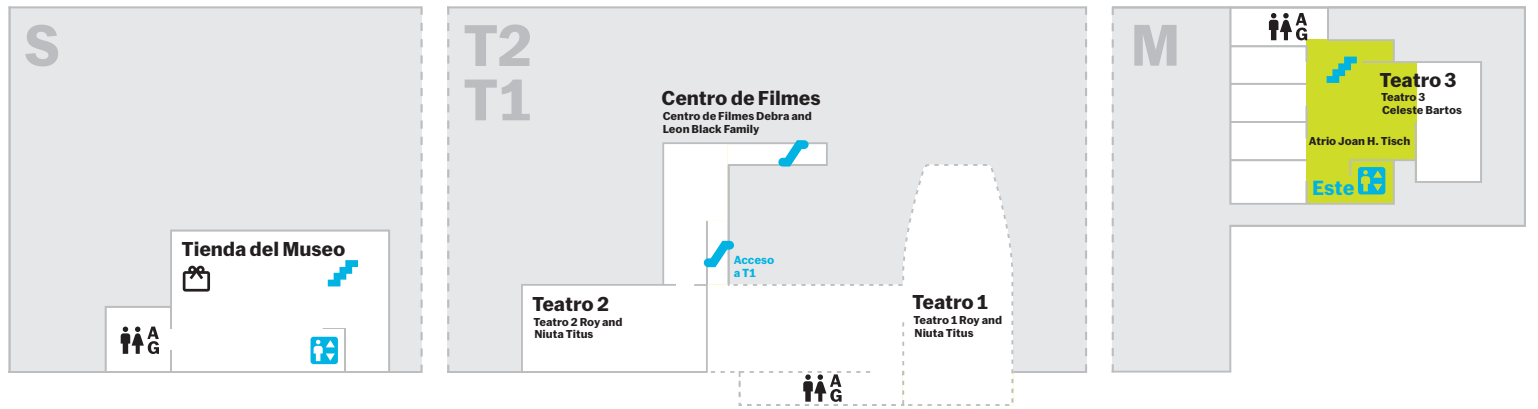 S
Tienda del Museo
A
G
T2
T1
Centro de Filmes
Centro de Filmes Debra and
Leon Black Family
Acceso
a T1
Teatro 2
Teatro 2 Roy and
Niuta Titus
Teatro 1
Teatro 1 Roy and
Niuta Titus
A
G
M
A
G
Teatro 3
Teatro 3
Celeste Bartos
Atrio Joan H. Tisch
Este